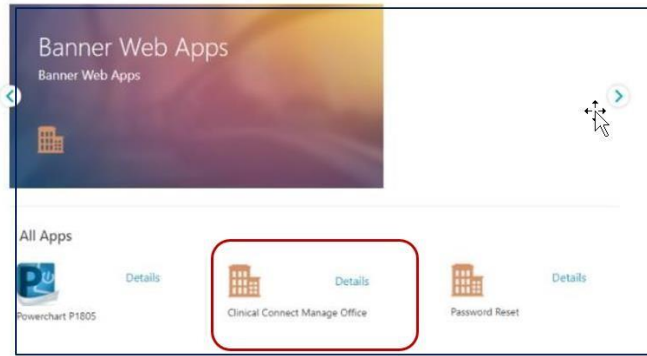 Banner Web Apps
Banner Web Apps
All Apps
Details
Details
Details
Powerchart P1805
Clinical Connect Manage Office
Password Reset